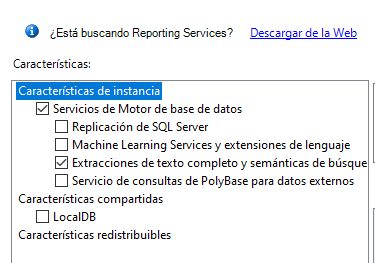 ¿Está buscando Reporting Services? Descargar de la Web
Características:
Características de instancia
Servicios de Motor de base de datos
Replicación de SQL Server
Machine Learning Services y extensiones de lenguaje
Extracciones de texto completo y semánticas de búsque
Servicio de consultas de PolyBase para datos externos
Características compartidas
LocalDB
Características redistribuibles